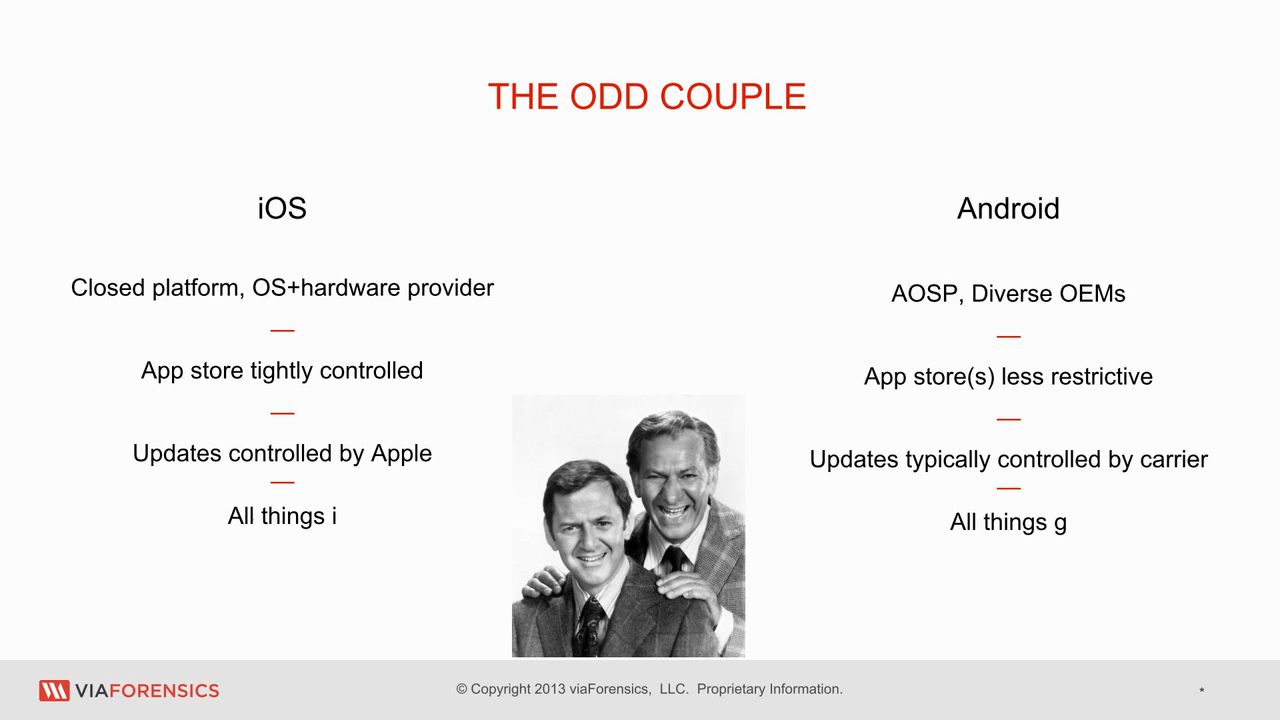 THE ODD COUPLE
iOS
Closed platform, OS+hardware provider
—
App store tightly controlled
—
Updates controlled by Apple
—
All things i
Android
AOSP, Diverse OEMs
—
App store(s) less restrictive
—
Updates typically controlled by carrier
—
All things g
VIAFORENSICS
© Copyright 2013 viaForensics,  LLC.  Proprietary Information.
*